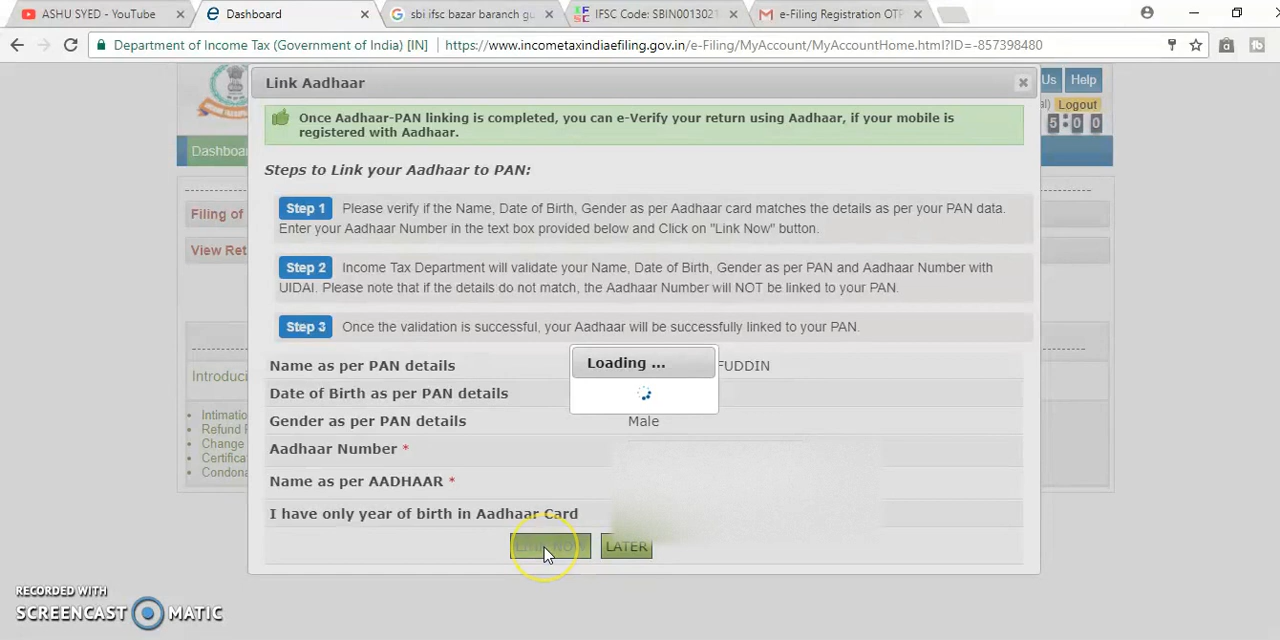 ASHU SYED - YouTube
Dashboard
sbi ifsc bazar baranch gu
IFSC Code: SBIN0013021
e-Filing Registration OTP
Department of Income Tax (Government of India) [IN]
https://www.incometaxindiaefiling.gov.in/e-Filing/MyAccount/MyAccountHome.html?ID=-857398480
Link Aadhaar
Us
Help
Logout
5:00
Once Aadhaar-PAN linking is completed, you can e-Verify your return using Aadhaar, if your mobile is
registered with Aadhaar.
Steps to Link your Aadhaar to PAN:
Step 1 Please verify if the Name, Date of Birth, Gender as per Aadhaar card matches the details as per your PAN data.
Enter your Aadhaar Number in the text box provided below and Click on "Link Now" button.
Filing of
View Ret
Step 2 Income Tax Department will validate your Name, Date of Birth, Gender as per PAN and Aadhaar Number with
UIDAI. Please note that if the details do not match, the Aadhaar Number will NOT be linked to your PAN.
Step 3 Once the validation is successful, your Aadhaar will be successfully linked to your PAN.
Loading ...
Name as per PAN details FUDDIN
Introduci
Date of Birth as per PAN details
Intimatio
Gender as per PAN details Male
Refund
Change
Aadhaar Number *
Certifica
Condona
Name as per AADHAAR *
I have only year of birth in Aadhaar Card
LINK NOW LATER
RECORDED WITH
SCREENCAST MATIC